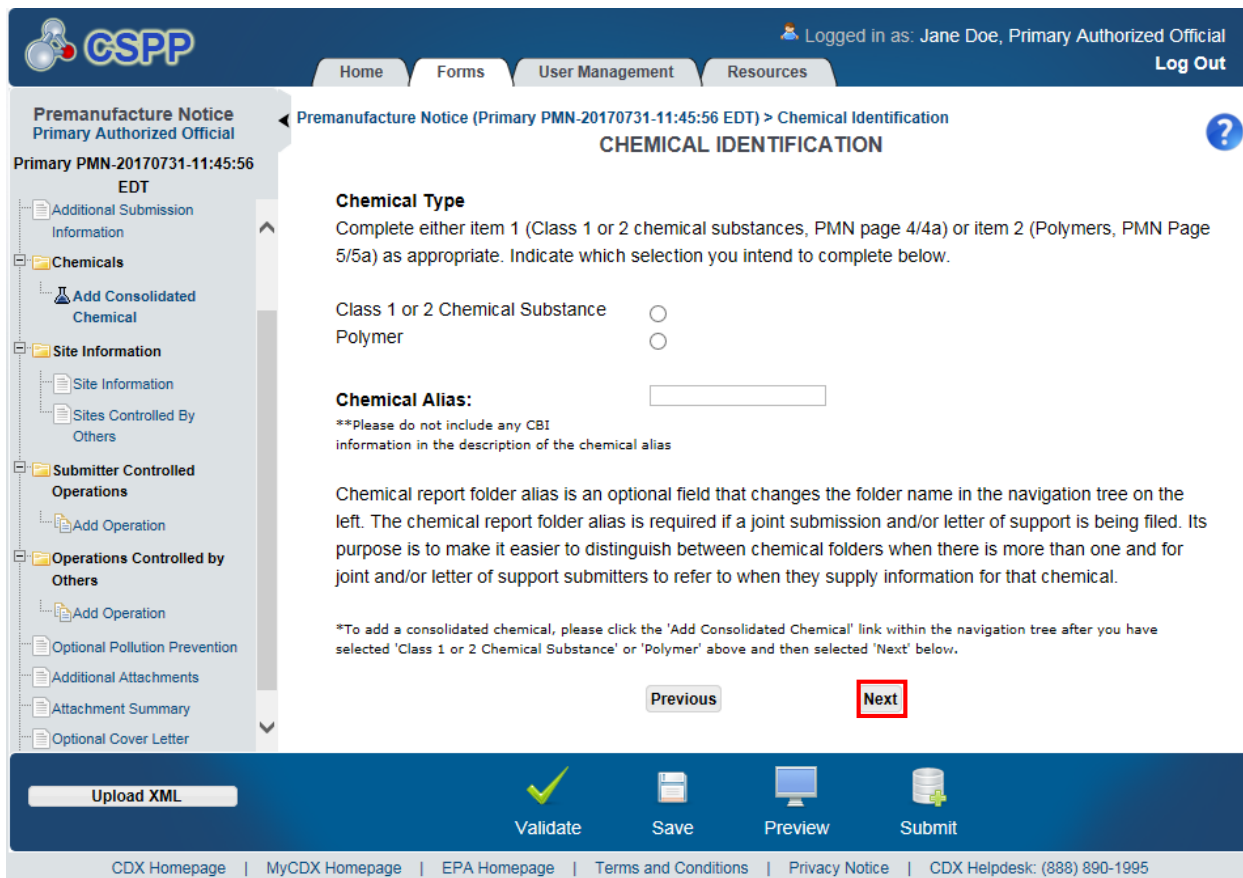 CSPP
Logged in as: Jane Doe, Primary Authorized Official
Log Out
Home
Forms
User Management
Resources
Premanufacture Notice
Primary Authorized Official
Primary PMN-20170731-11:45:56
EDT
Additional Submission
Information
Chemicals
Add Consolidated
Chemical
Site Information
Site Information
Sites Controlled By
Others
Submitter Controlled
Operations
Add Operation
Operations Controlled by
Others
Add Operation
Optional Pollution Prevention
Additional Attachments
Attachment Summary
Optional Cover Letter
Premanufacture Notice (Primary PMN-20170731-11:45:56 EDT) > Chemical Identification
?
CHEMICAL IDENTIFICATION
Chemical Type
Complete either item 1 (Class 1 or 2 chemical substances, PMN page 4/4a) or item 2 (Polymers, PMN Page
5/5a) as appropriate. Indicate which selection you intend to complete below.
Class 1 or 2 Chemical Substance
Polymer
Chemical Alias:
**Please do not include any CBI
information in the description of the chemical alias
Chemical report folder alias is an optional field that changes the folder name in the navigation tree on the
left. The chemical report folder alias is required if a joint submission and/or letter of support is being filed. Its
purpose is to make it easier to distinguish between chemical folders when there is more than one and for
joint and/or letter of support submitters to refer to when they supply information for that chemical.
*To add a consolidated chemical, please click the 'Add Consolidated Chemical' link within the navigation tree after you have
selected 'Class 1 or 2 Chemical Substance' or 'Polymer' above and then selected 'Next' below.
Previous
Next
Upload XML
Validate
Save
Preview
Submit
CDX Homepage | MyCDX Homepage | EPA Homepage | Terms and Conditions | Privacy Notice | CDX Helpdesk: (888) 890-1995